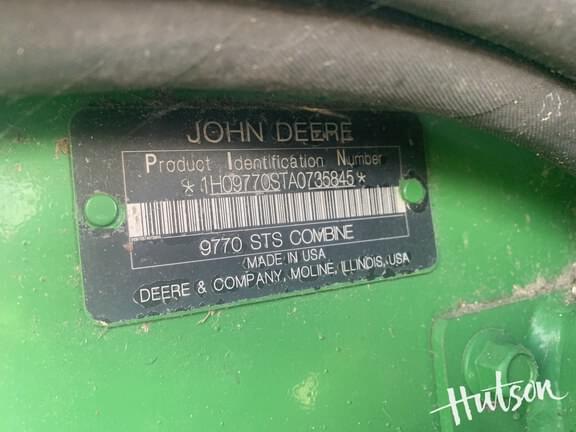 JOHN DEERE
Product Identification Number
*1H09770STA0735845*
9770 STS COMBINE
MADE IN USA
DEERE & COMPANY, MOLINE, ILLINOIS, USA
Hutson